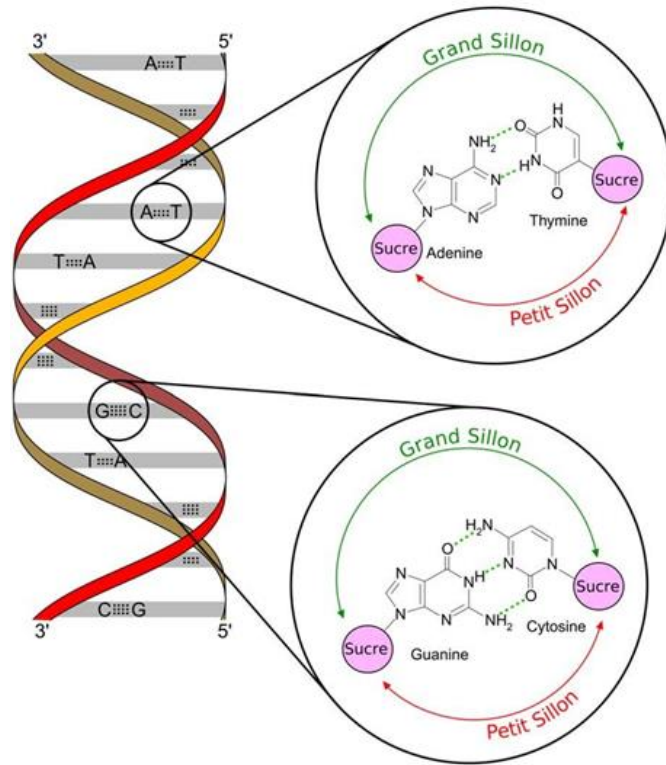 3' 5'
A T
A T
T A
G C
T A
C G
3' 5'
Grand Sillon
NH2 O H N
N N H N
N N O
Sucre
Thymine
Sucre
Adenine
Petit Sillon
Grand Sillon
H2N
O
N H N N
N N O
Sucre
N NH2
Cytosine
Guanine
Sucre
Petit Sillon